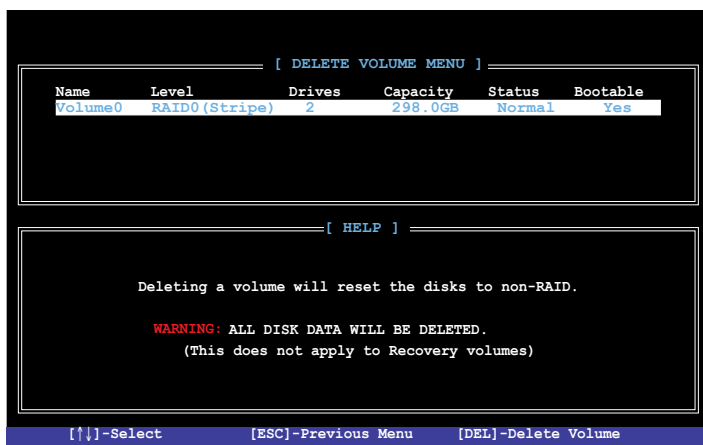 [ DELETE VOLUME MENU ]
Name Level Drives Capacity Status Bootable
Volume0 RAID0(Stripe) 2 298.0GB Normal Yes
[ HELP ]
Deleting a volume will reset the disks to non-RAID.
WARNING: ALL DISK DATA WILL BE DELETED.
(This does not apply to Recovery volumes)
[↑↓]-Select [ESC]-Previous Menu [DEL]-Delete Volume